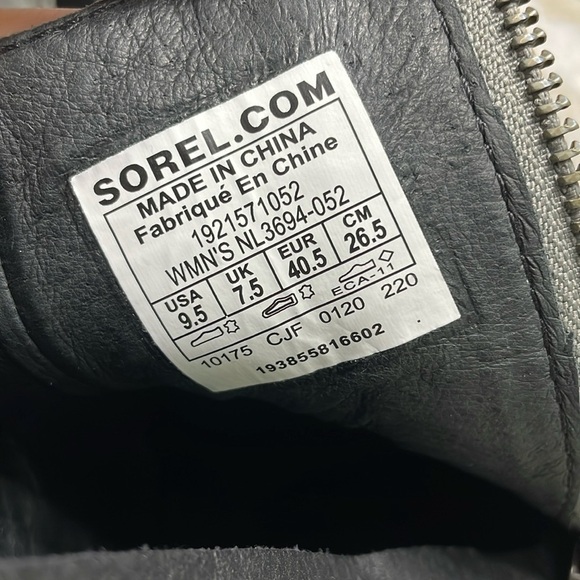 SOREL.COM
MADE IN CHINA
Fabriqué En Chine
1921571052
WMN'S NL3694-052
USA UK EUR CM
9.5 7.5 40.5 26.5
ECA-11
10175 CJF 0120 220
193855816602